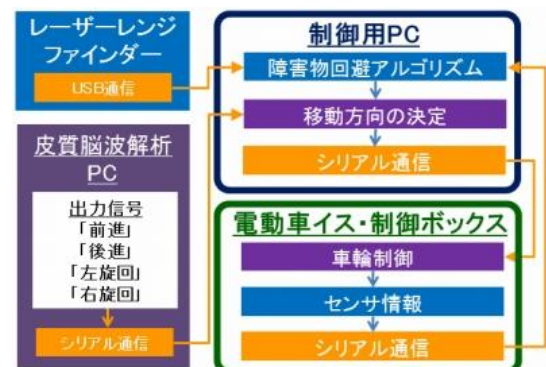 レーザーレンジ
ファインダー
USB通信
皮質脳波解析
PC
出力信号
「前進」
「後進」
「左旋回」
「右旋回」
シリアル通信
制御用PC
障害物回避アルゴリズム
移動方向の決定
シリアル通信
電動車イス・制御ボックス
車輪制御
センサ情報
シリアル通信